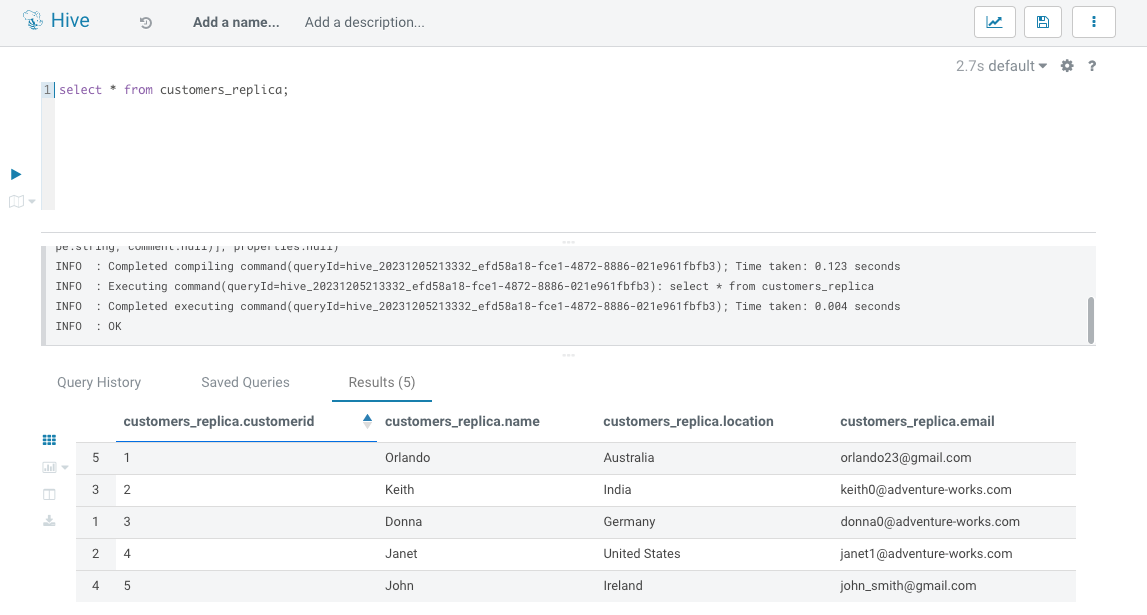 Hive Add a name... Add a description...
2.7s default ?
1 select * from customers_replica;
pe:string, comment:null)], properties:null)
INFO : Completed compiling command(queryId=hive_20231205213332_efd58a18-fce1-4872-8886-021e961fbfb3); Time taken: 0.123 seconds
INFO : Executing command(queryId=hive_20231205213332_efd58a18-fce1-4872-8886-021e961fbfb3): select * from customers_replica
INFO : Completed executing command(queryId=hive_20231205213332_efd58a18-fce1-4872-8886-021e961fbfb3); Time taken: 0.004 seconds
INFO : OK
Query History Saved Queries Results (5)
customers_replica.customerid customers_replica.name customers_replica.location customers_replica.email
5 1 Orlando Australia orlando23@gmail.com
3 2 Keith India keith0@adventure-works.com
1 3 Donna Germany donna0@adventure-works.com
2 4 Janet United States janet1@adventure-works.com
4 5 John Ireland john_smith@gmail.com